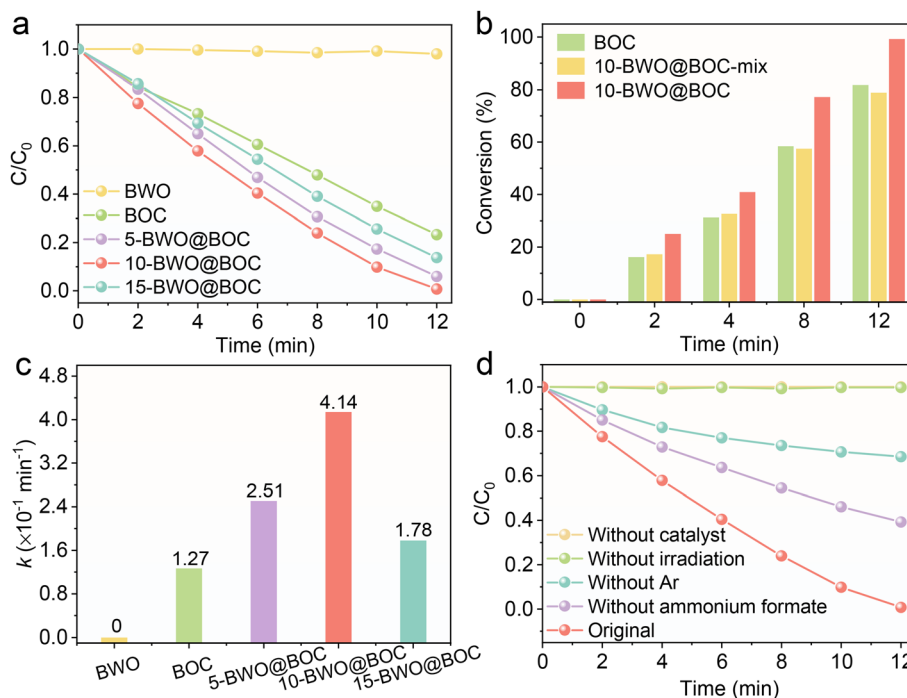 a
1.0
0.8
0.6
0.4
0.2
0.0
C/C0
BWO
BOC
5-BWO@BOC
10-BWO@BOC
15-BWO@BOC
0 2 4 6 8 10 12
Time (min)
b
100
80
60
40
20
0
Conversion (%)
BOC
10-BWO@BOC-mix
10-BWO@BOC
0 2 4 8 12
Time (min)
c
4.8
4.0
3.2
2.4
1.6
0.8
0.0
k (×10⁻¹ min⁻¹)
0
1.27
2.51
4.14
1.78
BWO
BOC
5-BWO@BOC
10-BWO@BOC
15-BWO@BOC
d
1.0
0.8
0.6
0.4
0.2
0.0
C/C0
Without catalyst
Without irradiation
Without Ar
Without ammonium formate
Original
0 2 4 6 8 10 12
Time (min)